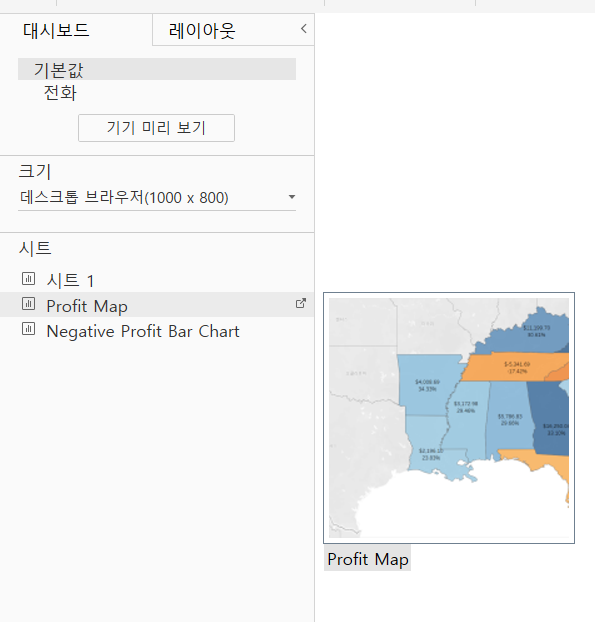 대시보드
레이아웃
기본값
전화
기기 미리 보기
크기
데스크톱 브라우저(1000 x 800)
시트
시트 1
Profit Map
Negative Profit Bar Chart
$-5,341.69
-17.42%
$4,008.69
54.33%
$3,172.98
29.46%
$5,786.83
29.66%
$2,196.10
23.83%
Profit Map